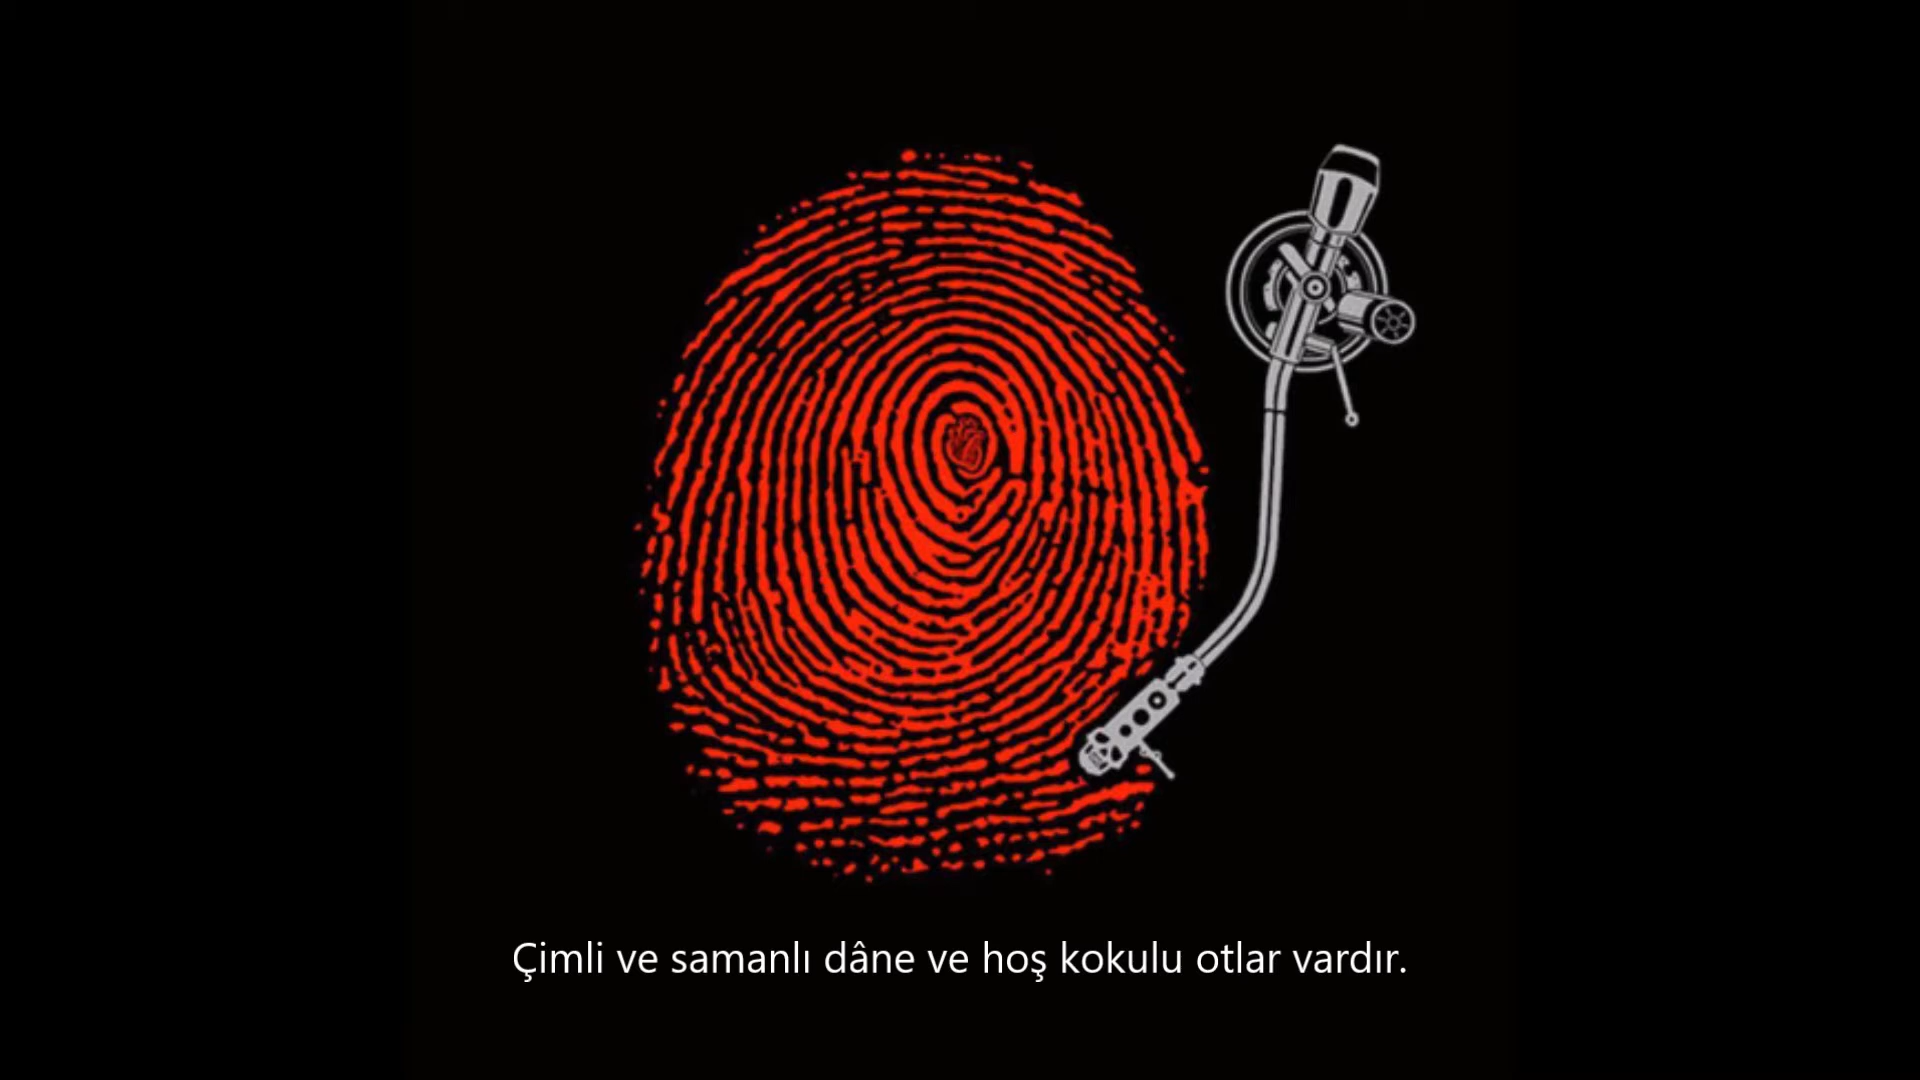 Çimli ve samanlı dâne ve hoş kokulu otlar vardır.